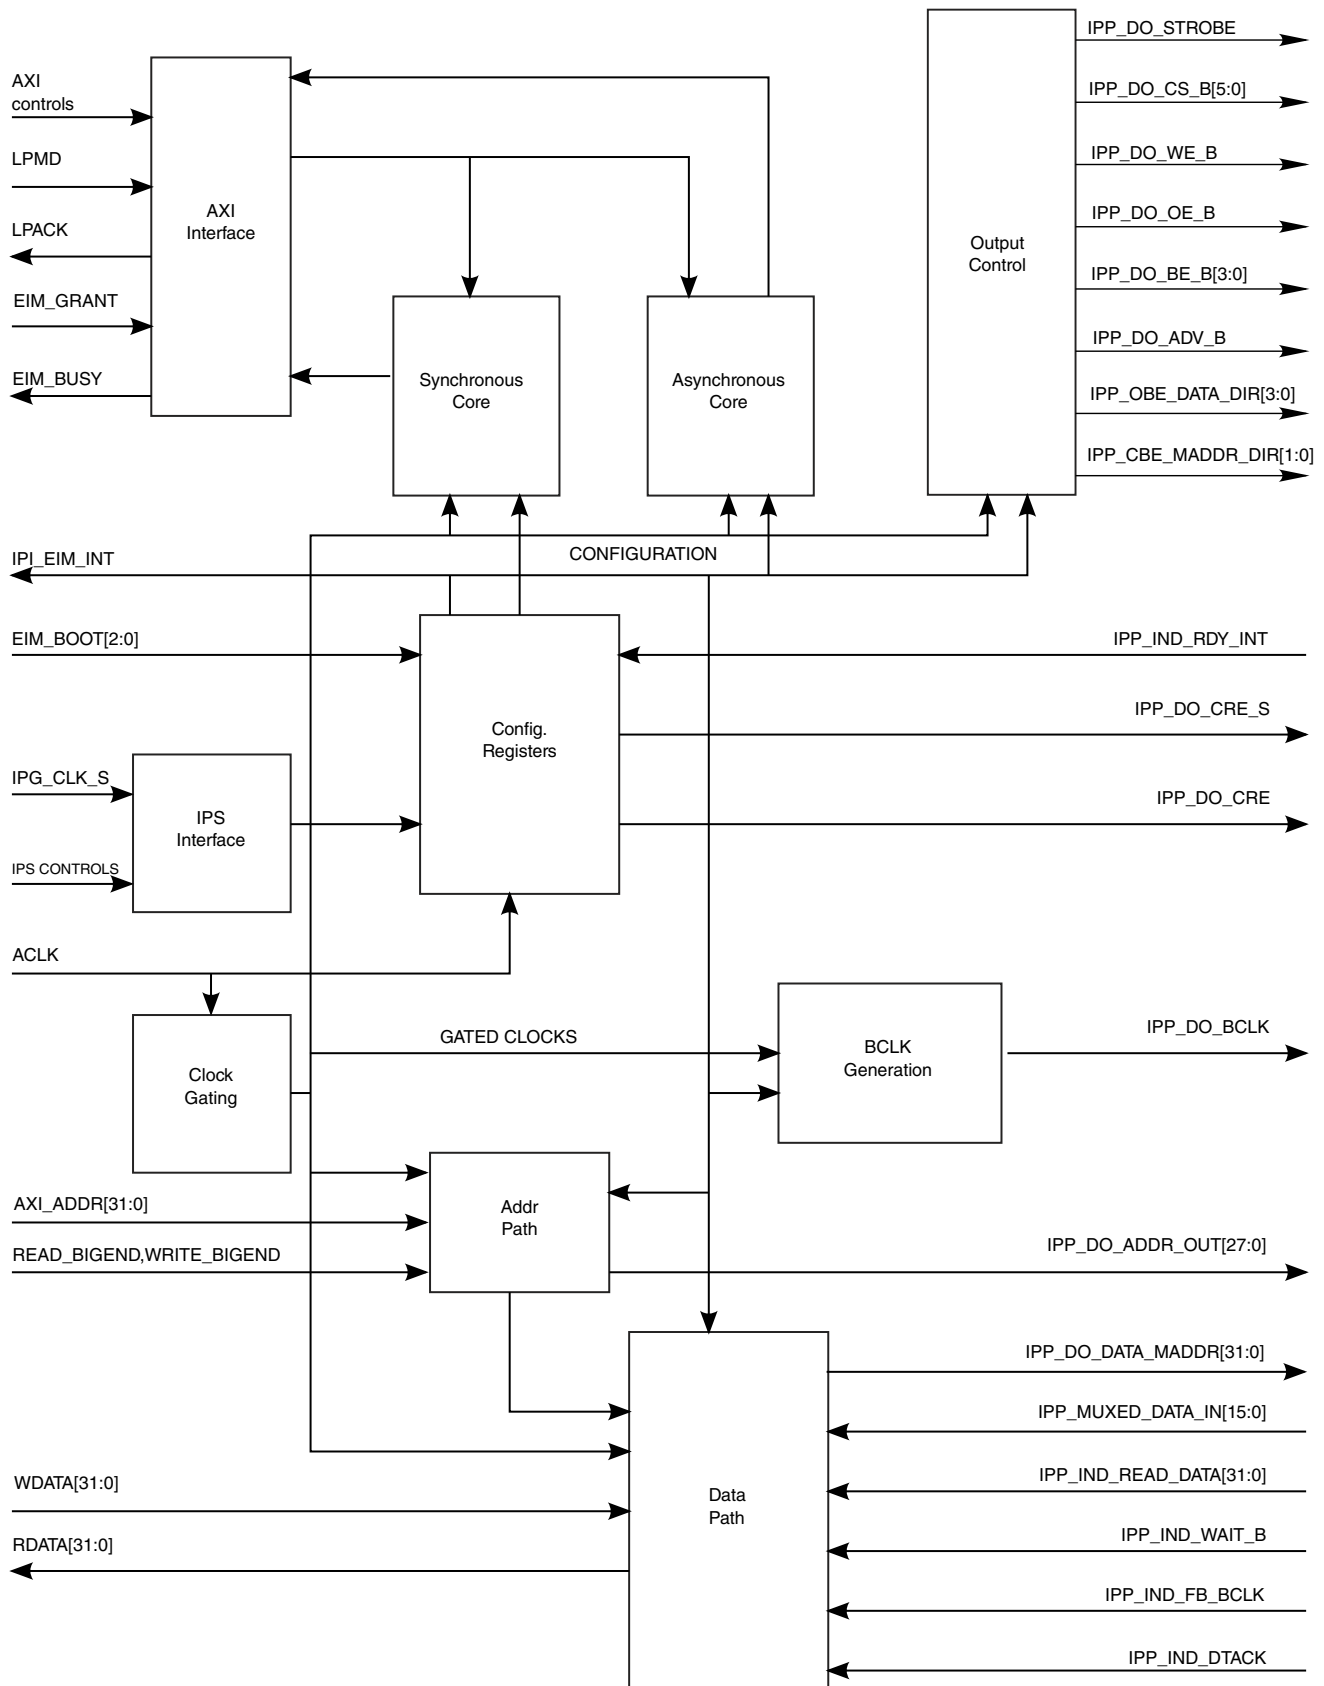 IPP_DO_STROBE
AXI
controls
IPP_DO_CS_B[5:0]
LPMD
IPP_DO_WE_B
AXI
Interface
LPACK
IPP_DO_OE_B
Output
Control
EIM_GRANT
IPP_DO_BE_B[3:0]
IPP_DO_ADV_B
EIM_BUSY
Synchronous
Core
Asynchronous
Core
IPP_OBE_DATA_DIR[3:0]
IPP_CBE_MADDR_DIR[1:0]
IPI_EIM_INT
CONFIGURATION
EIM_BOOT[2:0]
IPP_IND_RDY_INT
IPP_DO_CRE_S
Config.
Registers
IPG_CLK_S
IPP_DO_CRE
IPS
Interface
IPS CONTROLS
ACLK
GATED CLOCKS
BCLK
Generation
IPP_DO_BCLK
Clock
Gating
AXI_ADDR[31:0]
Addr
Path
READ_BIGEND,WRITE_BIGEND
IPP_DO_ADDR_OUT[27:0]
IPP_DO_DATA_MADDR[31:0]
IPP_MUXED_DATA_IN[15:0]
WDATA[31:0]
IPP_IND_READ_DATA[31:0]
Data
Path
RDATA[31:0]
IPP_IND_WAIT_B
IPP_IND_FB_BCLK
IPP_IND_DTACK